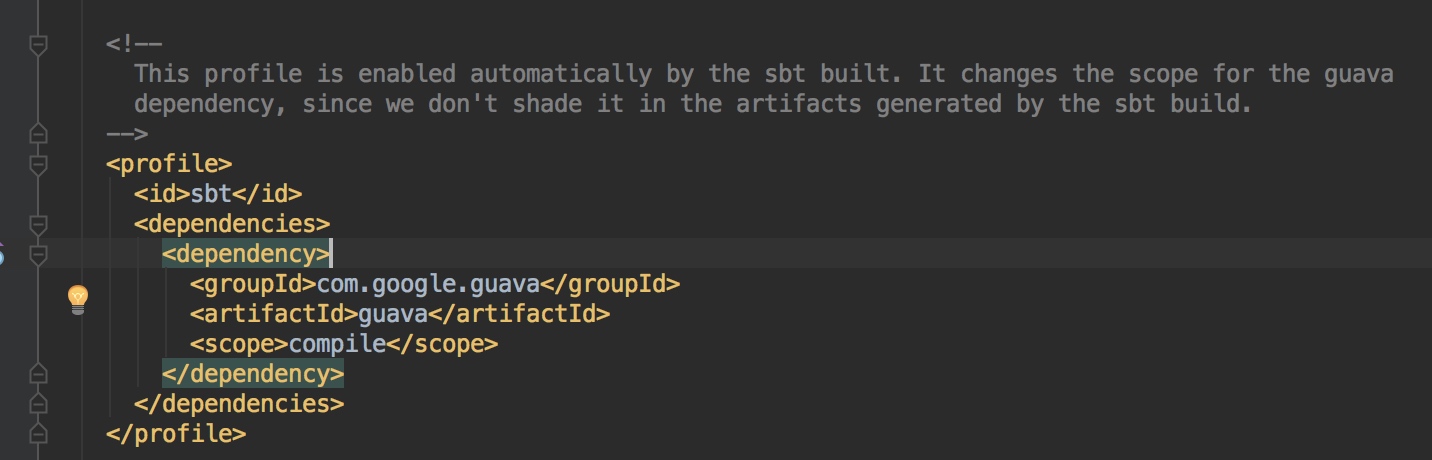 <!--
This profile is enabled automatically by the sbt built. It changes the scope for the guava
dependency, since we don't shade it in the artifacts generated by the sbt build.
-->
<profile>
<id>sbt</id>
<dependencies>
<dependency>
<groupId>com.google.guava</groupId>
<artifactId>guava</artifactId>
<scope>compile</scope>
</dependency>
</dependencies>
</profile>